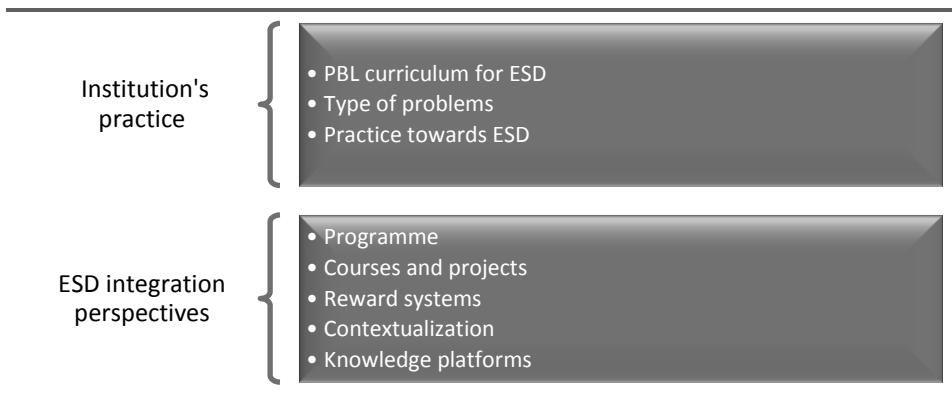 Institution's
practice
• PBL curriculum for ESD
• Type of problems
• Practice towards ESD
ESD integration
perspectives
• Programme
• Courses and projects
• Reward systems
• Contextualization
• Knowledge platforms